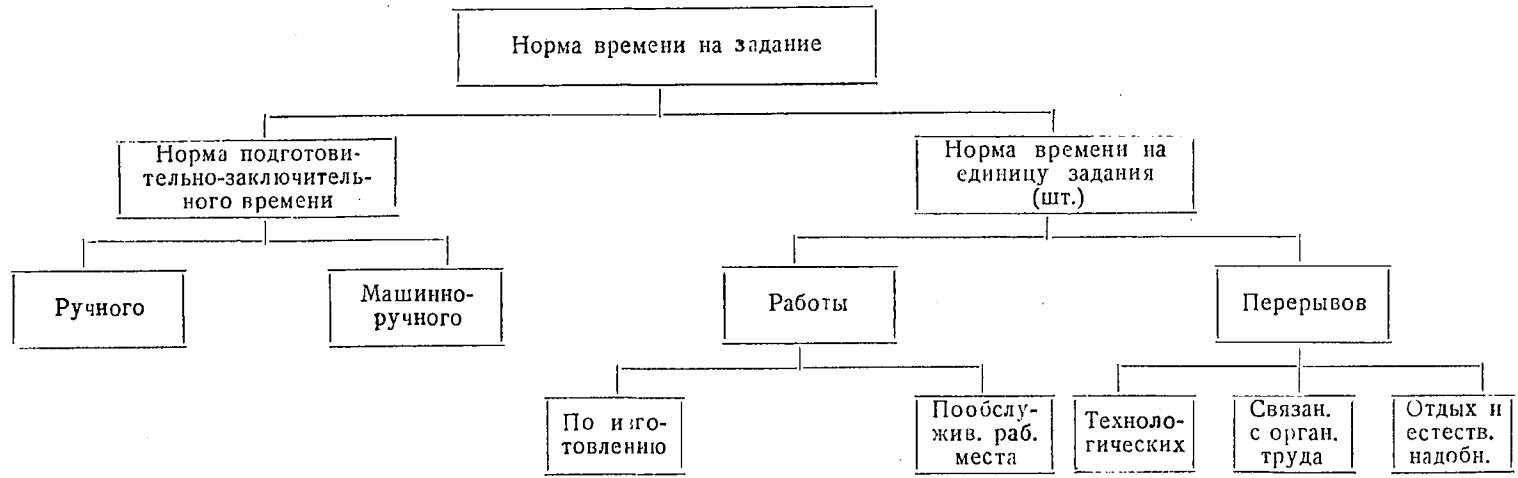 Норма времени на задание
Норма подготови-
тельно-заключитель-
ного времени
Норма времени на
единицу задания
(шт.)
Ручного
Машинно-
ручного
Работы
Перерывов
По изго-
товлению
Пообслу-
жив. раб.
места
Техноло-
гических
Связан.
с орган.
труда
Отдых и
естеств.
надобн.